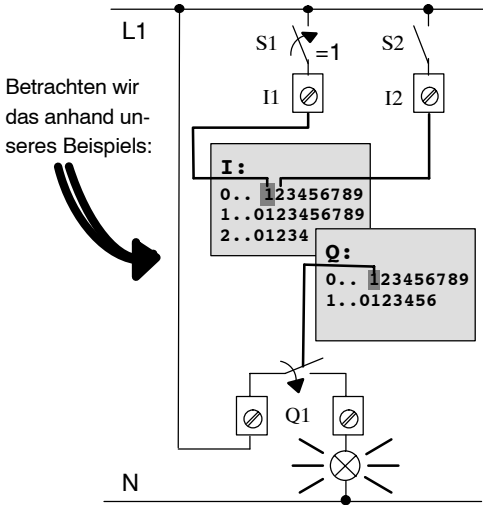 L1
S1
=1
S2
Betrachten wir
das anhand un-
seres Beispiels:
I1
I2
I:
0.. 123456789
1..0123456789
2..01234
Q:
0.. 123456789
1..0123456
Q1
N